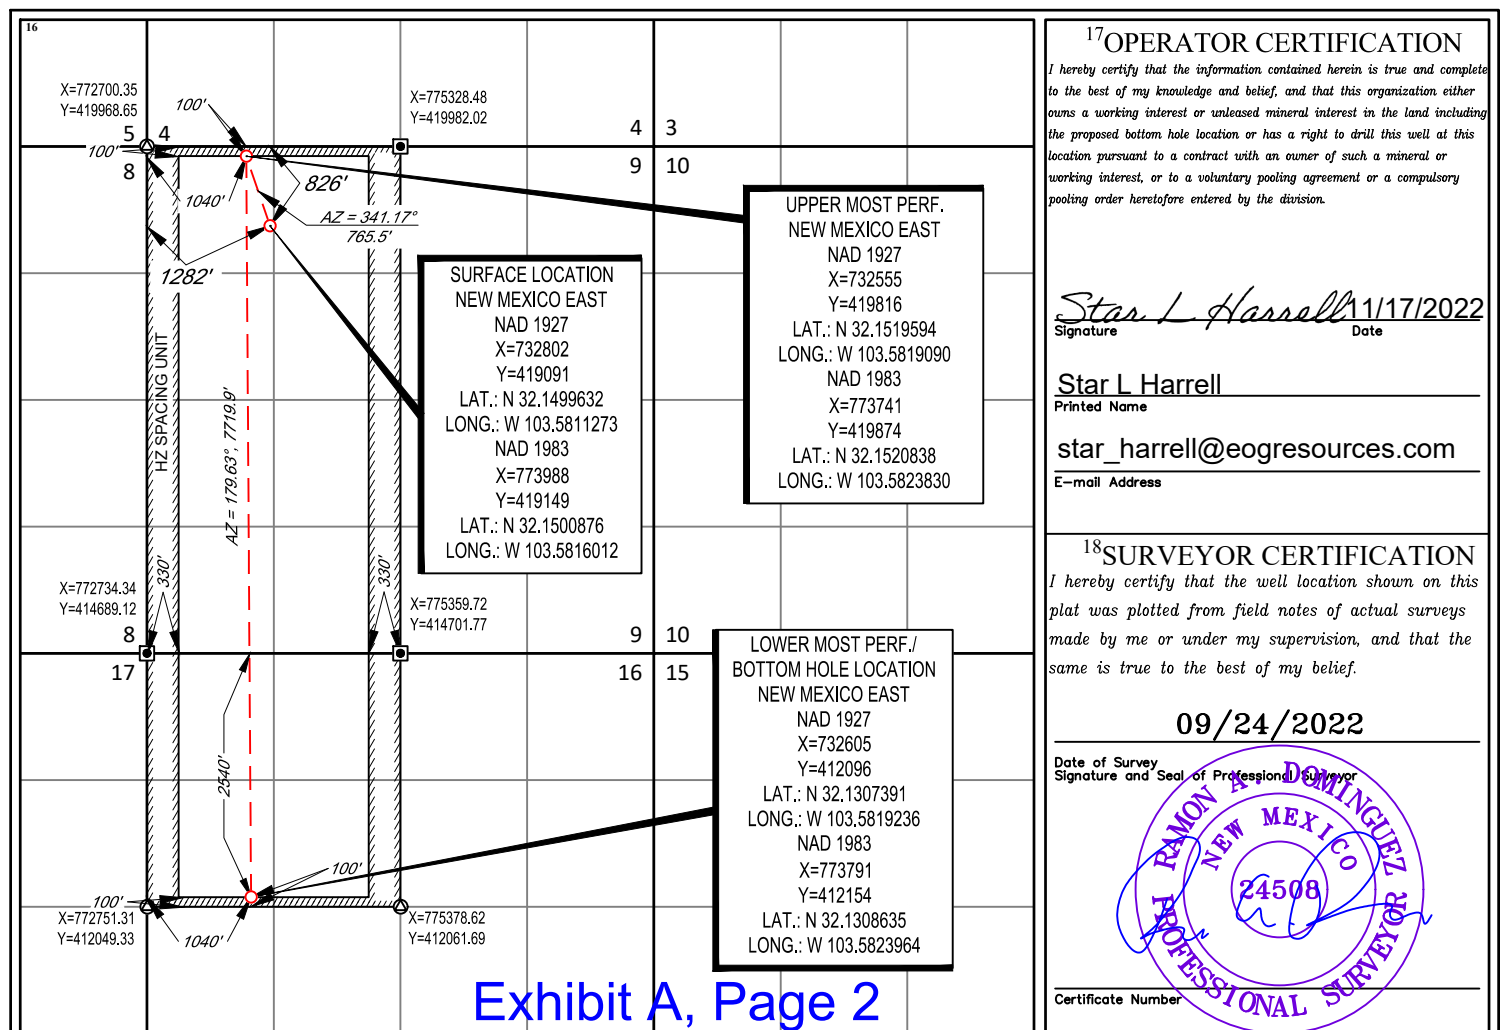 16
X=772700.35
Y=419968.65
100'
X=775328.48
Y=419982.02
5 4
4 3
100'
8
9 10
1040'
826'
AZ = 341.17°
765.5'
1282'
HZ SPACING UNIT
AZ = 179.63°, 7719.9'
UPPER MOST PERF.
NEW MEXICO EAST
NAD 1927
X=732555
Y=419816
LAT.: N 32.1519594
LONG.: W 103.5819090
NAD 1983
X=773741
Y=419874
LAT.: N 32.1520838
LONG.: W 103.5823830
SURFACE LOCATION
NEW MEXICO EAST
NAD 1927
X=732802
Y=419091
LAT.: N 32.1499632
LONG.: W 103.5811273
NAD 1983
X=773988
Y=419149
LAT.: N 32.1500876
LONG.: W 103.5816012
330'
330'
X=772734.34
Y=414689.12
X=775359.72
Y=414701.77
8
9 10
17
16 15
LOWER MOST PERF./
BOTTOM HOLE LOCATION
NEW MEXICO EAST
NAD 1927
X=732605
Y=412096
LAT.: N 32.1307391
LONG.: W 103.5819236
NAD 1983
X=773791
Y=412154
LAT.: N 32.1308635
LONG.: W 103.5823964
2540'
100'
100'
X=772751.31
Y=412049.33
1040'
X=775378.62
Y=412061.69
Exhibit A, Page 2
17OPERATOR CERTIFICATION
I hereby certify that the information contained herein is true and complete
to the best of my knowledge and belief, and that this organization either
owns a working interest or unleased mineral interest in the land including
the proposed bottom hole location or has a right to drill this well at this
location pursuant to a contract with an owner of such a mineral or
working interest, or to a voluntary pooling agreement or a compulsory
pooling order heretofore entered by the division.
Star L Harrell 11/17/2022
Signature Date
Star L Harrell
Printed Name
star_harrell@eogresources.com
E-mail Address
18SURVEYOR CERTIFICATION
I hereby certify that the well location shown on this
plat was plotted from field notes of actual surveys
made by me or under my supervision, and that the
same is true to the best of my belief.
09/24/2022
Date of Survey
Signature and Seal of Professional Surveyor
RAMON A. DOMINGUEZ
NEW MEXICO
24508
PROFESSIONAL SURVEYOR
Certificate Number